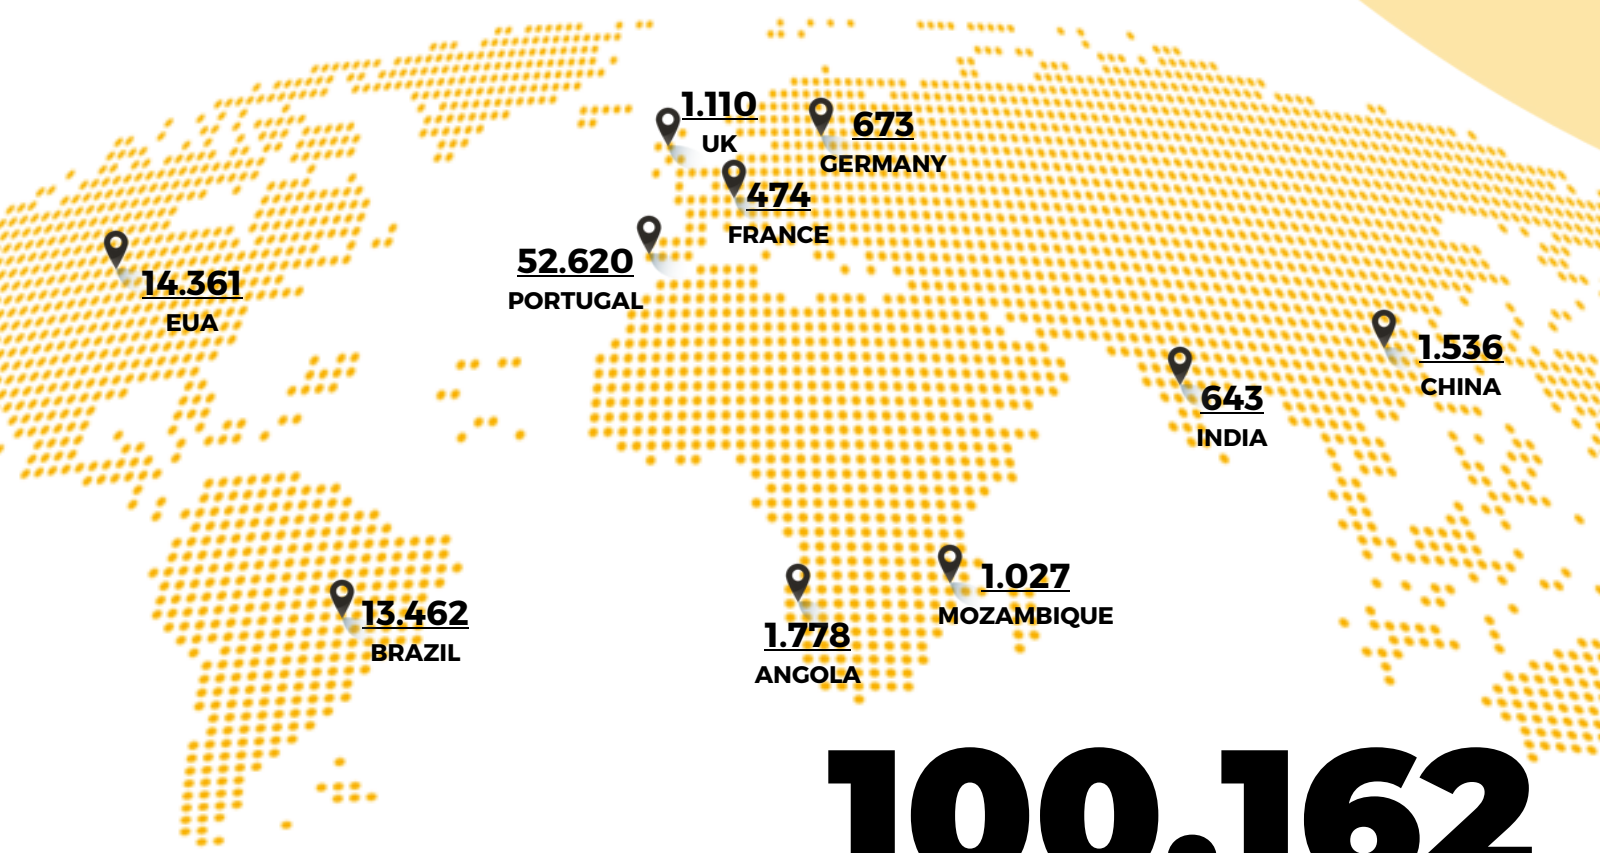 1.110
UK
673
GERMANY
474
FRANCE
52.620
PORTUGAL
14.361
EUA
1.536
CHINA
643
INDIA
13.462
BRAZIL
1.027
MOZAMBIQUE
1.778
ANGOLA
100.162